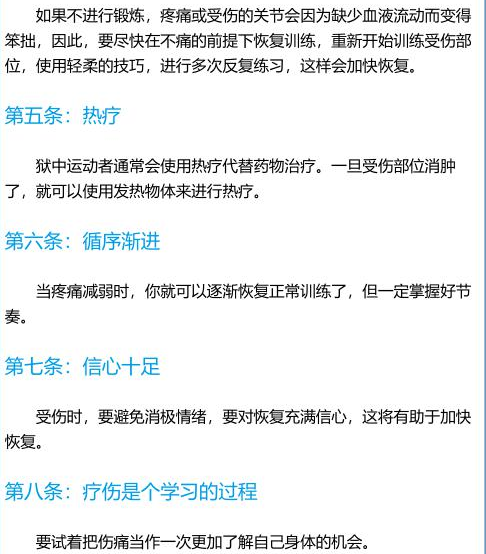 如果不进行锻炼，疼痛或受伤的关节会因为缺少血液流动而变得
笨拙，因此，要尽快在不痛的前提下恢复训练，重新开始训练受伤部
位，使用轻柔的技巧，进行多次反复练习，这样会加快恢复。
第五条：热疗
狱中运动者通常会使用热疗代替药物治疗。一旦受伤部位消肿
了，就可以使用发热物体来进行热疗。
第六条：循序渐进
当疼痛减弱时，你就可以逐渐恢复正常训练了，但一定掌握好节
奏。
第七条：信心十足
受伤时，要避免消极情绪，要对恢复充满信心，这将有助于加快
恢复。
第八条：疗伤是个学习的过程
要试着把伤痛当作一次更加了解自己身体的机会。